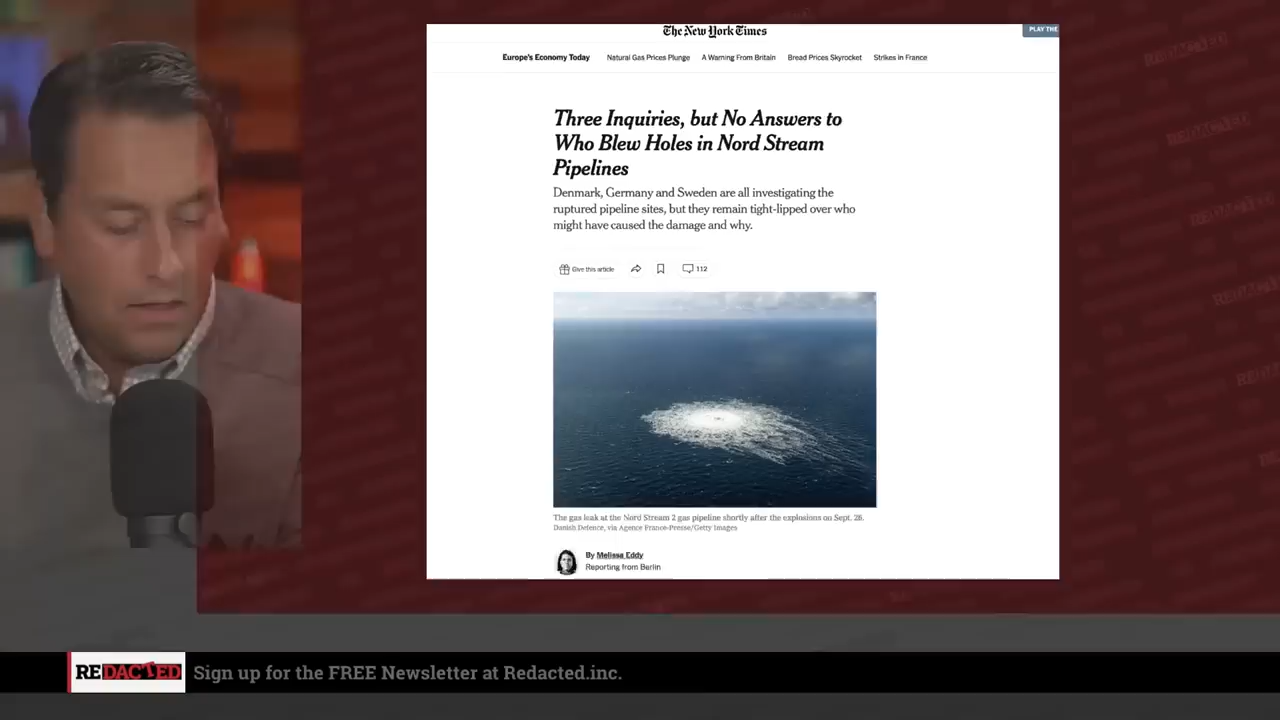 The New York Times
PLAY THE
Europe's Economy Today Natural Gas Prices Plunge A Warning From Britain Bread Prices Skyrocket Strikes in France
Three Inquiries, but No Answers to
Who Blew Holes in Nord Stream
Pipelines
Denmark, Germany and Sweden are all investigating the
ruptured pipeline sites, but they remain tight-lipped over who
might have caused the damage and why.
Give this article 112
The gas leak at the Nord Stream 2 gas pipeline shortly after the explosions on Sept. 26.
Danish Defence, via Agence France-Presse/Getty Images
By Melissa Eddy
Reporting from Berlin
REDACTED
REDACTED
REDACTED
REDACTED Sign up for the FREE Newsletter at Redacted.inc.